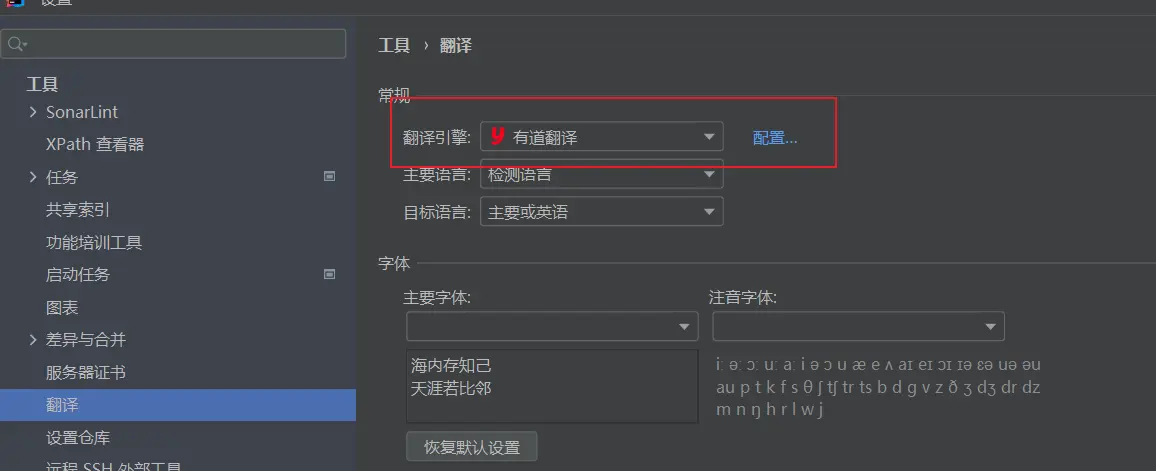 设置
工具
SonarLint
XPath 查看器
任务
共享索引
功能培训工具
启动任务
图表
差异与合并
服务器证书
翻译
设置仓库
远程 SSH 外部工具
工具 › 翻译
常规
翻译引擎: 有道翻译 配置...
主要语言: 检测语言
目标语言: 主要或英语
字体
主要字体:
海内存知己
天涯若比邻
恢复默认设置
注音字体:
iː əː ɔː uː aː i ə ɔ u æ e ʌ aɪ eɪ ɔɪ ɪə ɛə uə əu
au p t k f s θ ʃ tʃ tr ts b d g v z ð ʒ dʒ dr dz
m n ŋ h r l w j